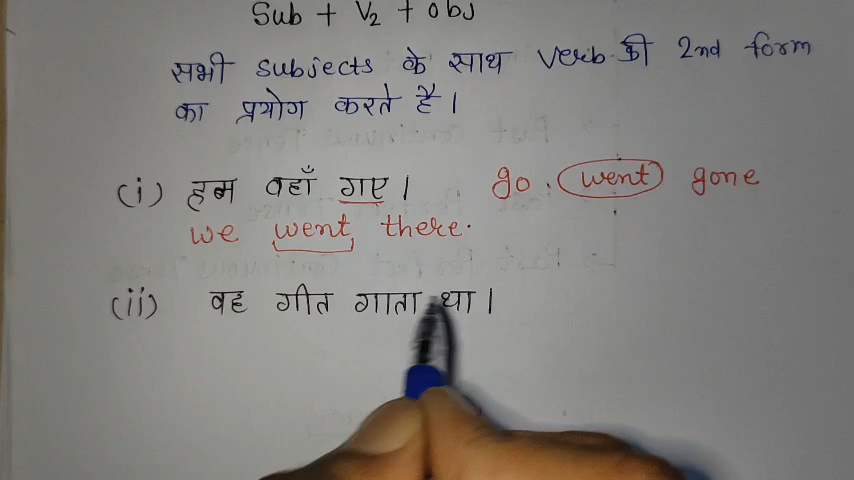 Sub + V₂ + Obj
सभी subjects के साथ Verb की 2nd form
का प्रयोग करते है।
(i) हम वहाँ गए। go went gone
we went there.
(ii) वह गीत गाता था।